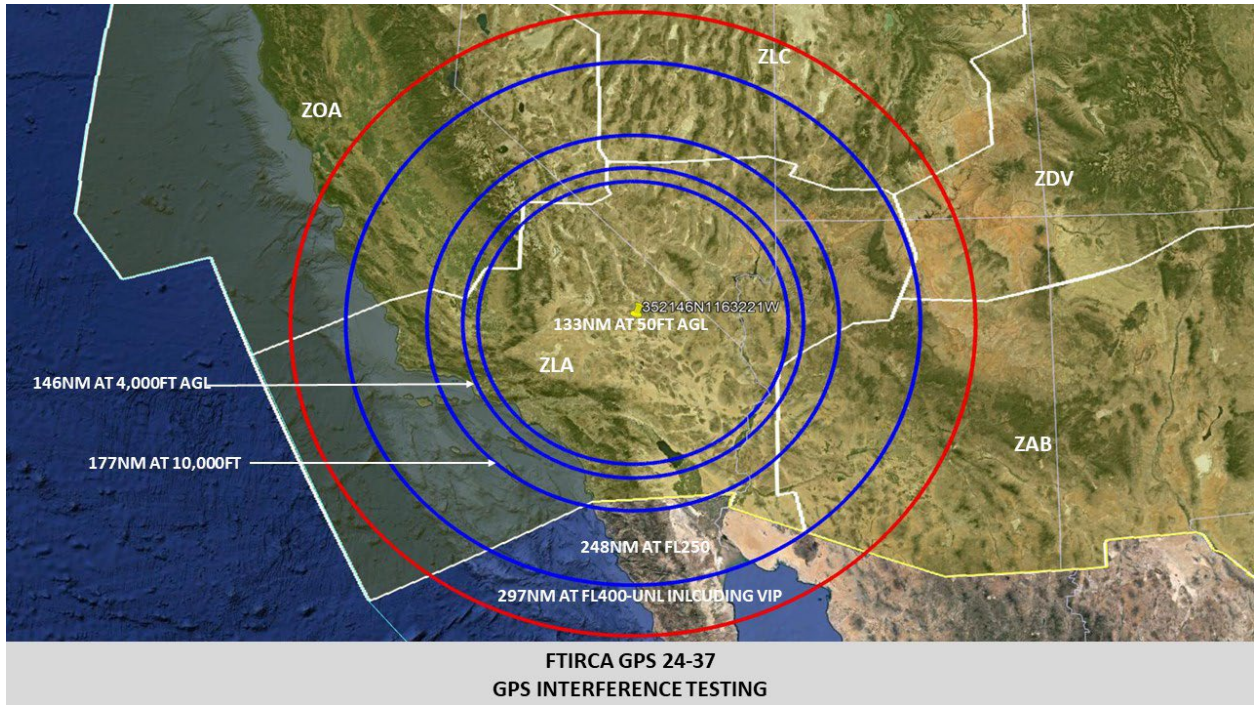 ZLC
ZOA
ZDV
352146N1163221W
133NM AT 50FT AGL
ZLA
146NM AT 4,000FT AGL
ZAB
177NM AT 10,000FT
248NM AT FL250
297NM AT FL400-UNL INLCUDING VIP
FTIRCA GPS 24-37
GPS INTERFERENCE TESTING